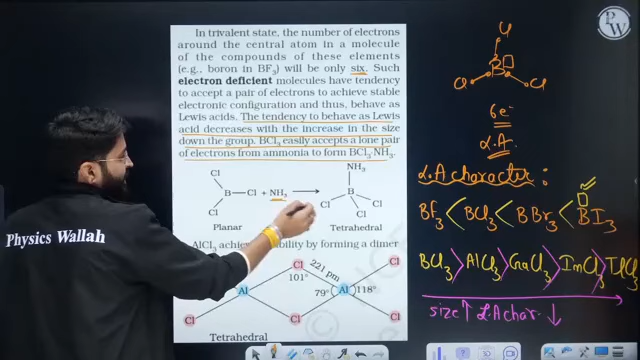 In trivalent state, the number of electrons
around the central atom in a molecule
of the compounds of these elements
(e.g., boron in BF3) will be only six. Such
electron deficient molecules have tendency
to accept a pair of electrons to achieve stable
electronic configuration and thus, behave as
Lewis acids. The tendency to behave as Lewis
acid decreases with the increase in the size
down the group. BCl3 easily accepts a lone pair
of electrons from ammonia to form BCl3·NH3.
NH3
Cl
B — Cl + NH3
Cl
B
Cl
Cl
Cl
Planar
Tetrahedral
AlCl3 achie bility by forming a dimer
Cl
221 pm
Cl
101°
Al
79°
Al
118°
Cl
Cl
Cl
Tetrahedral
Physics Wallah
Cl
B
Cl
Cl
6e-
L.A
L.A character:
BF3 < BCl3 < BBr3 < BI3
BCl3 > AlCl3 > GaCl3 > InCl3 > TlCl3
size ↑ L.A char. ↓
PW